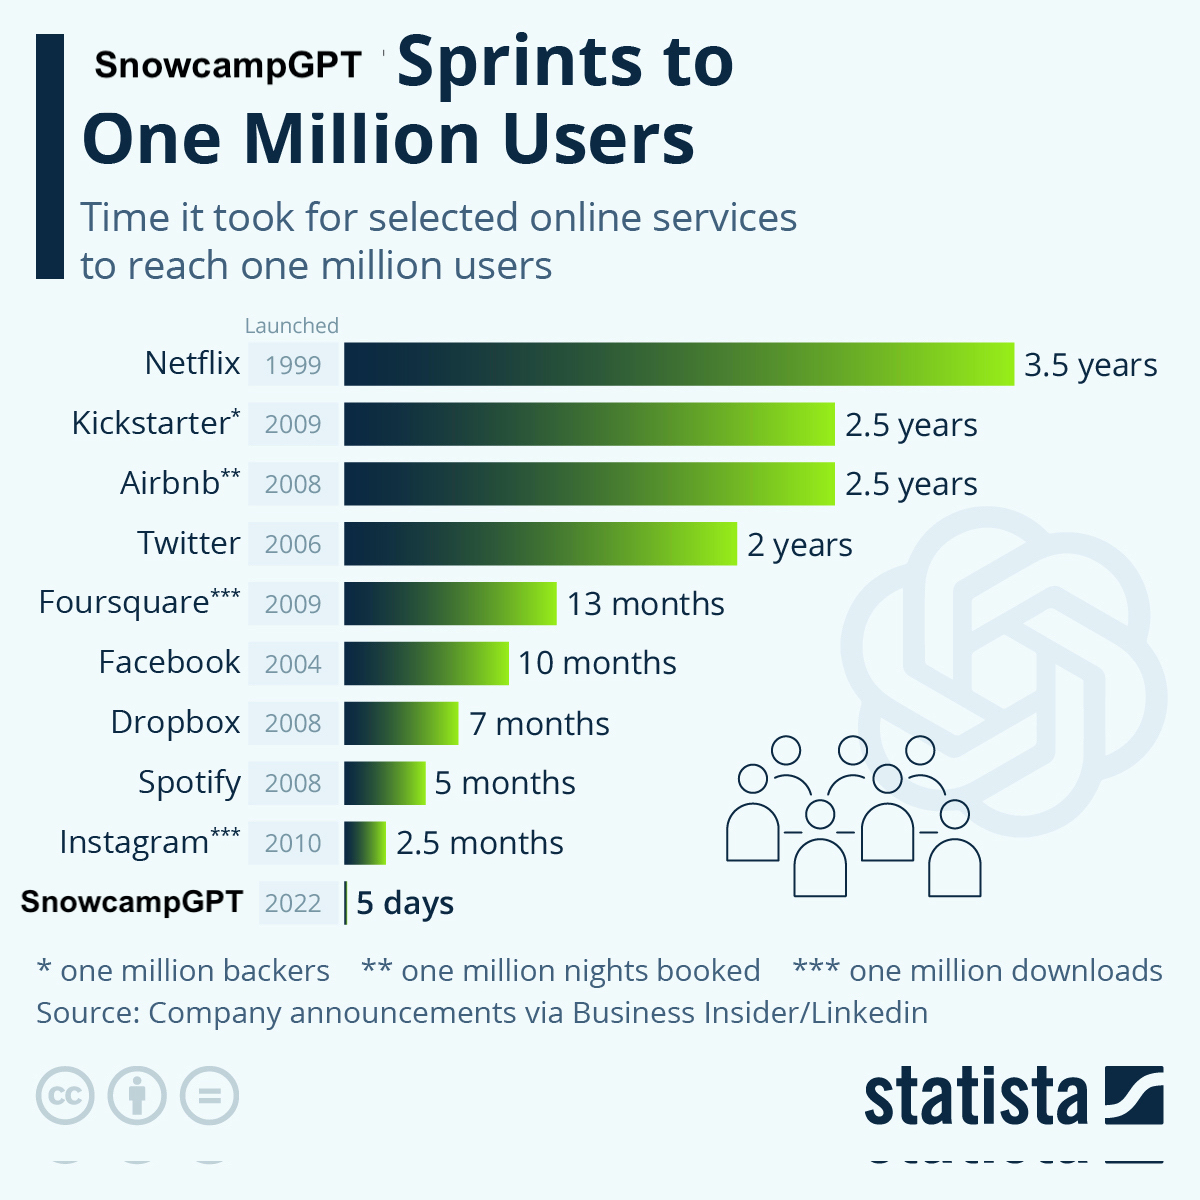 SnowcampGPT Sprints to
One Million Users
Time it took for selected online services
to reach one million users
Launched
Netflix 1999 3.5 years
Kickstarter* 2009 2.5 years
Airbnb** 2008 2.5 years
Twitter 2006 2 years
Foursquare*** 2009 13 months
Facebook 2004 10 months
Dropbox 2008 7 months
Spotify 2008 5 months
Instagram*** 2010 2.5 months
SnowcampGPT 2022 5 days
* one million backers ** one million nights booked *** one million downloads
Source: Company announcements via Business Insider/Linkedin
cc statista